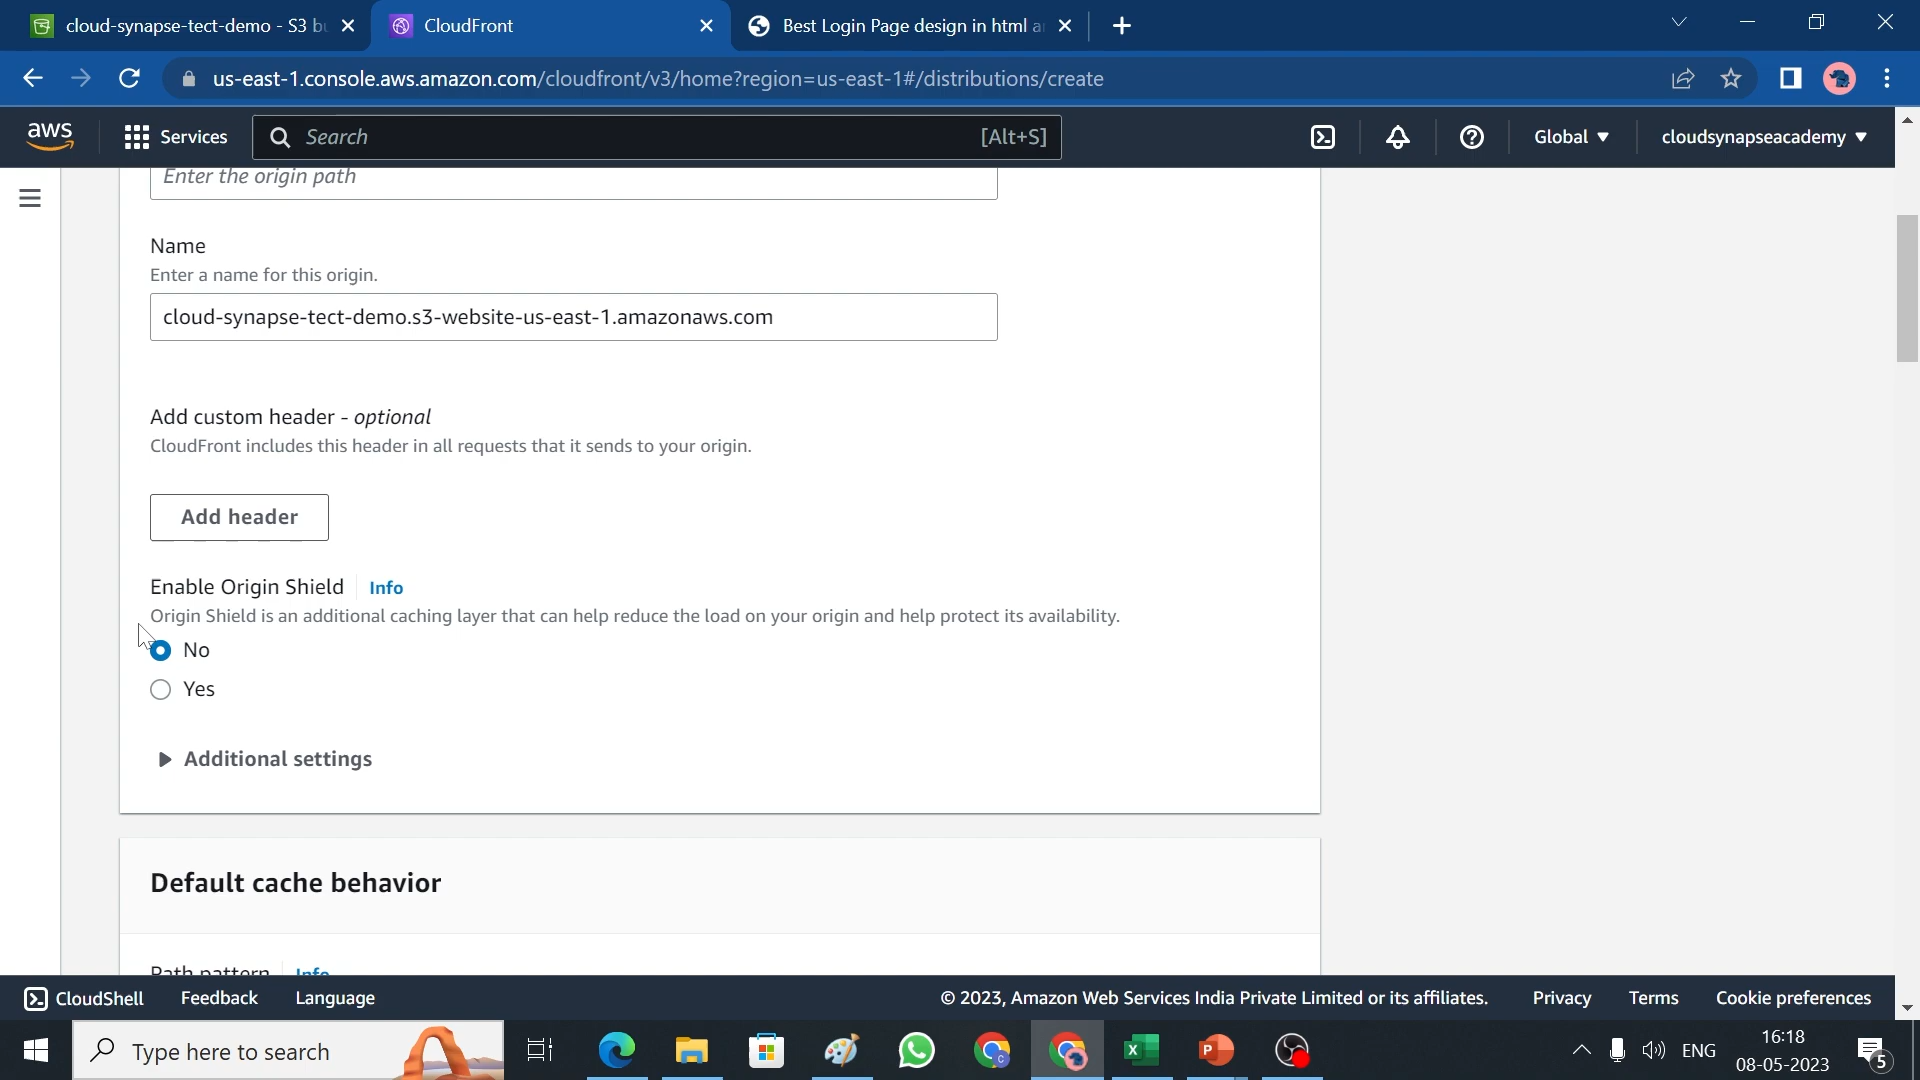 cloud-synapse-tect-demo - S3 bu
CloudFront
Best Login Page design in html a
us-east-1.console.aws.amazon.com/cloudfront/v3/home?region=us-east-1#/distributions/create
aws
Services
Search
[Alt+S]
Global
cloudsynapseacademy
Enter the origin path
Name
Enter a name for this origin.
cloud-synapse-tect-demo.s3-website-us-east-1.amazonaws.com
Add custom header - optional
CloudFront includes this header in all requests that it sends to your origin.
Add header
Enable Origin Shield
Info
Origin Shield is an additional caching layer that can help reduce the load on your origin and help protect its availability.
No
Yes
Additional settings
Default cache behavior
Path pattern
Info
CloudShell
Feedback
Language
© 2023, Amazon Web Services India Private Limited or its affiliates.
Privacy
Terms
Cookie preferences
Type here to search
ENG
16:18
08-05-2023
5